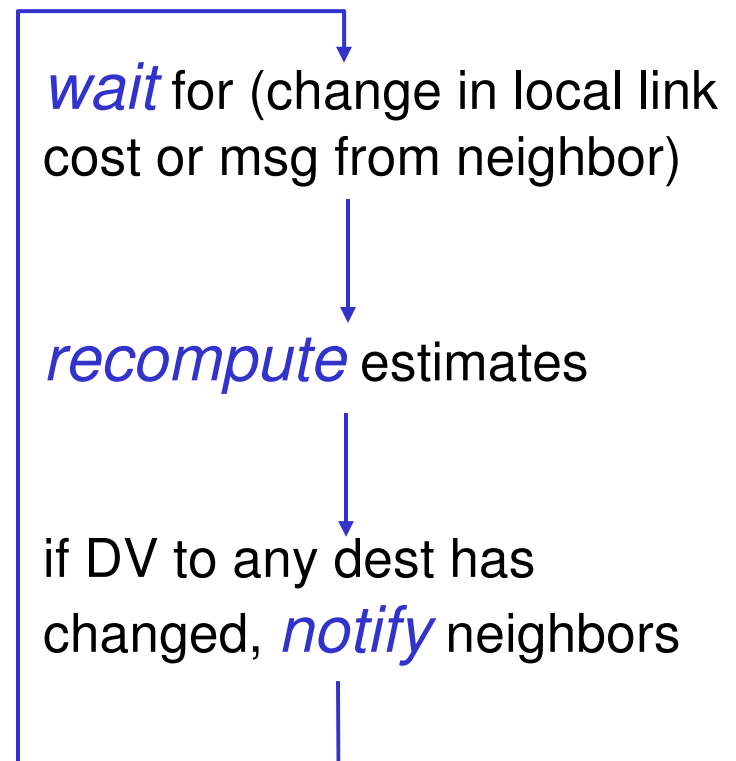 wait for (change in local link
cost or msg from neighbor)
recompute estimates
if DV to any dest has
changed, notify neighbors